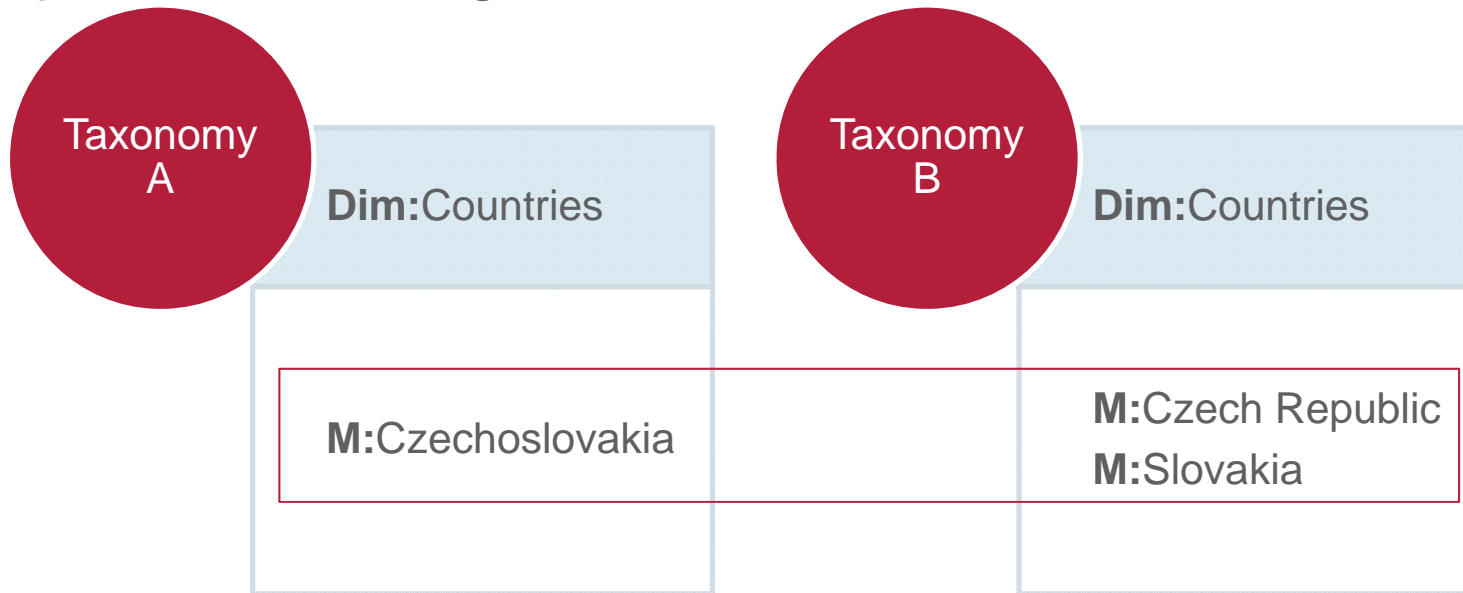 Taxonomy
A
Dim:Countries
M:Czechoslovakia
Taxonomy
B
Dim:Countries
M:Czech Republic
M:Slovakia